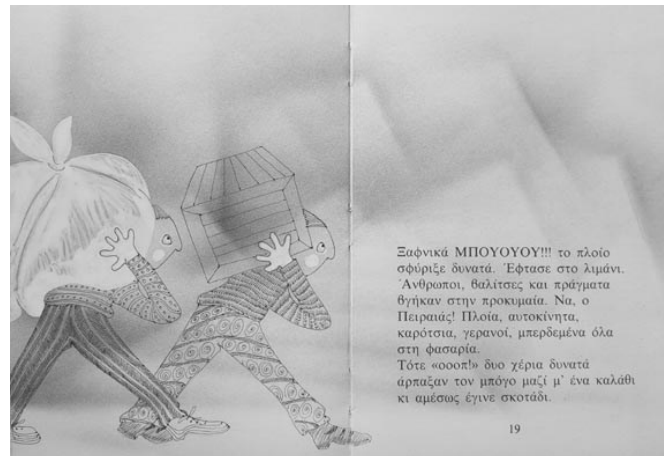 Ξαφνικά ΜΠΟΥΟΥΟΥ!!! το πλοίο
σφύριξε δυνατά. Έφτασε στο λιμάνι.
Άνθρωποι, βαλίτσες και πράγματα
βγήκαν στην προκυμαία. Να, ο
Πειραιάς! Πλοία, αυτοκίνητα,
καρότσια, γερανοί, μπερδεμένα όλα
στη φασαρία.
Τότε «οοοπ!» δυο χέρια δυνατά
άρπαξαν τον μπόγο μαζί μ' ένα καλάθι
κι αμέσως έγινε σκοτάδι.
19